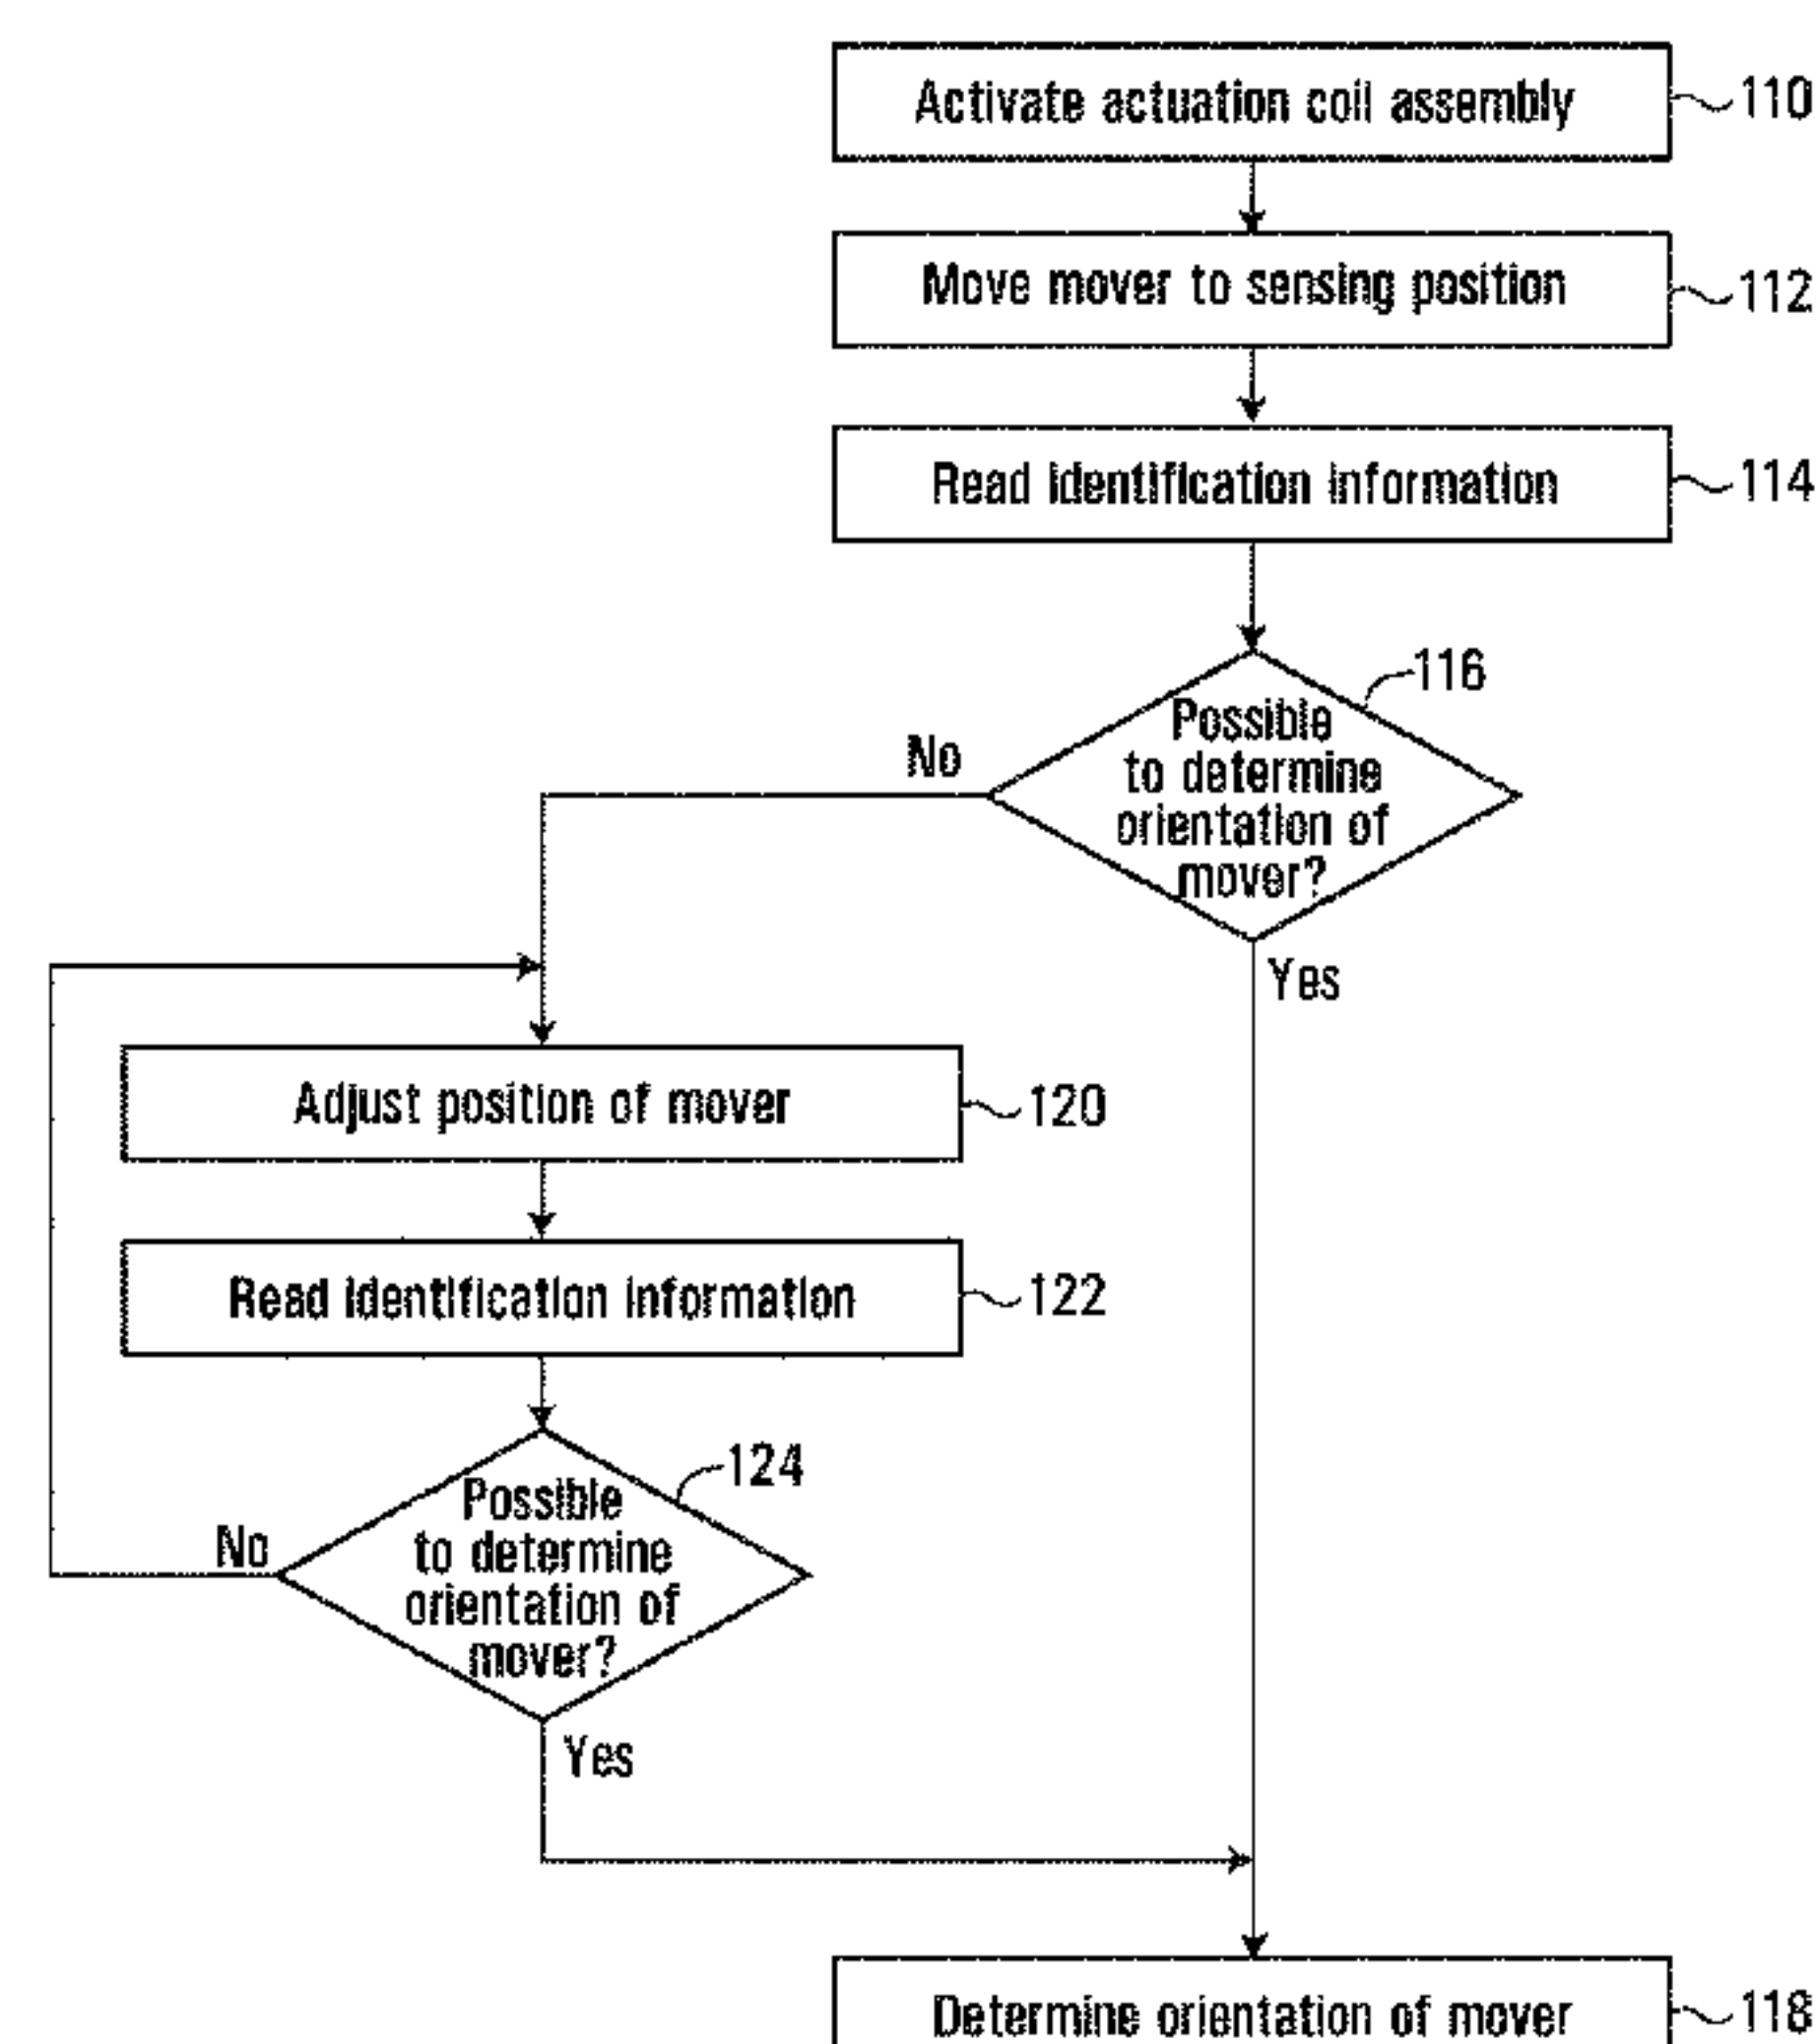 Activate actuation coil assembly
110
Move mover to sensing position
112
Read identification information
114
116
Possible
to determine
orientation of
mover?
No
Yes
Adjust position of mover
120
Read identification information
122
124
Possible
to determine
orientation of
mover?
No
Yes
Determine orientation of mover
118